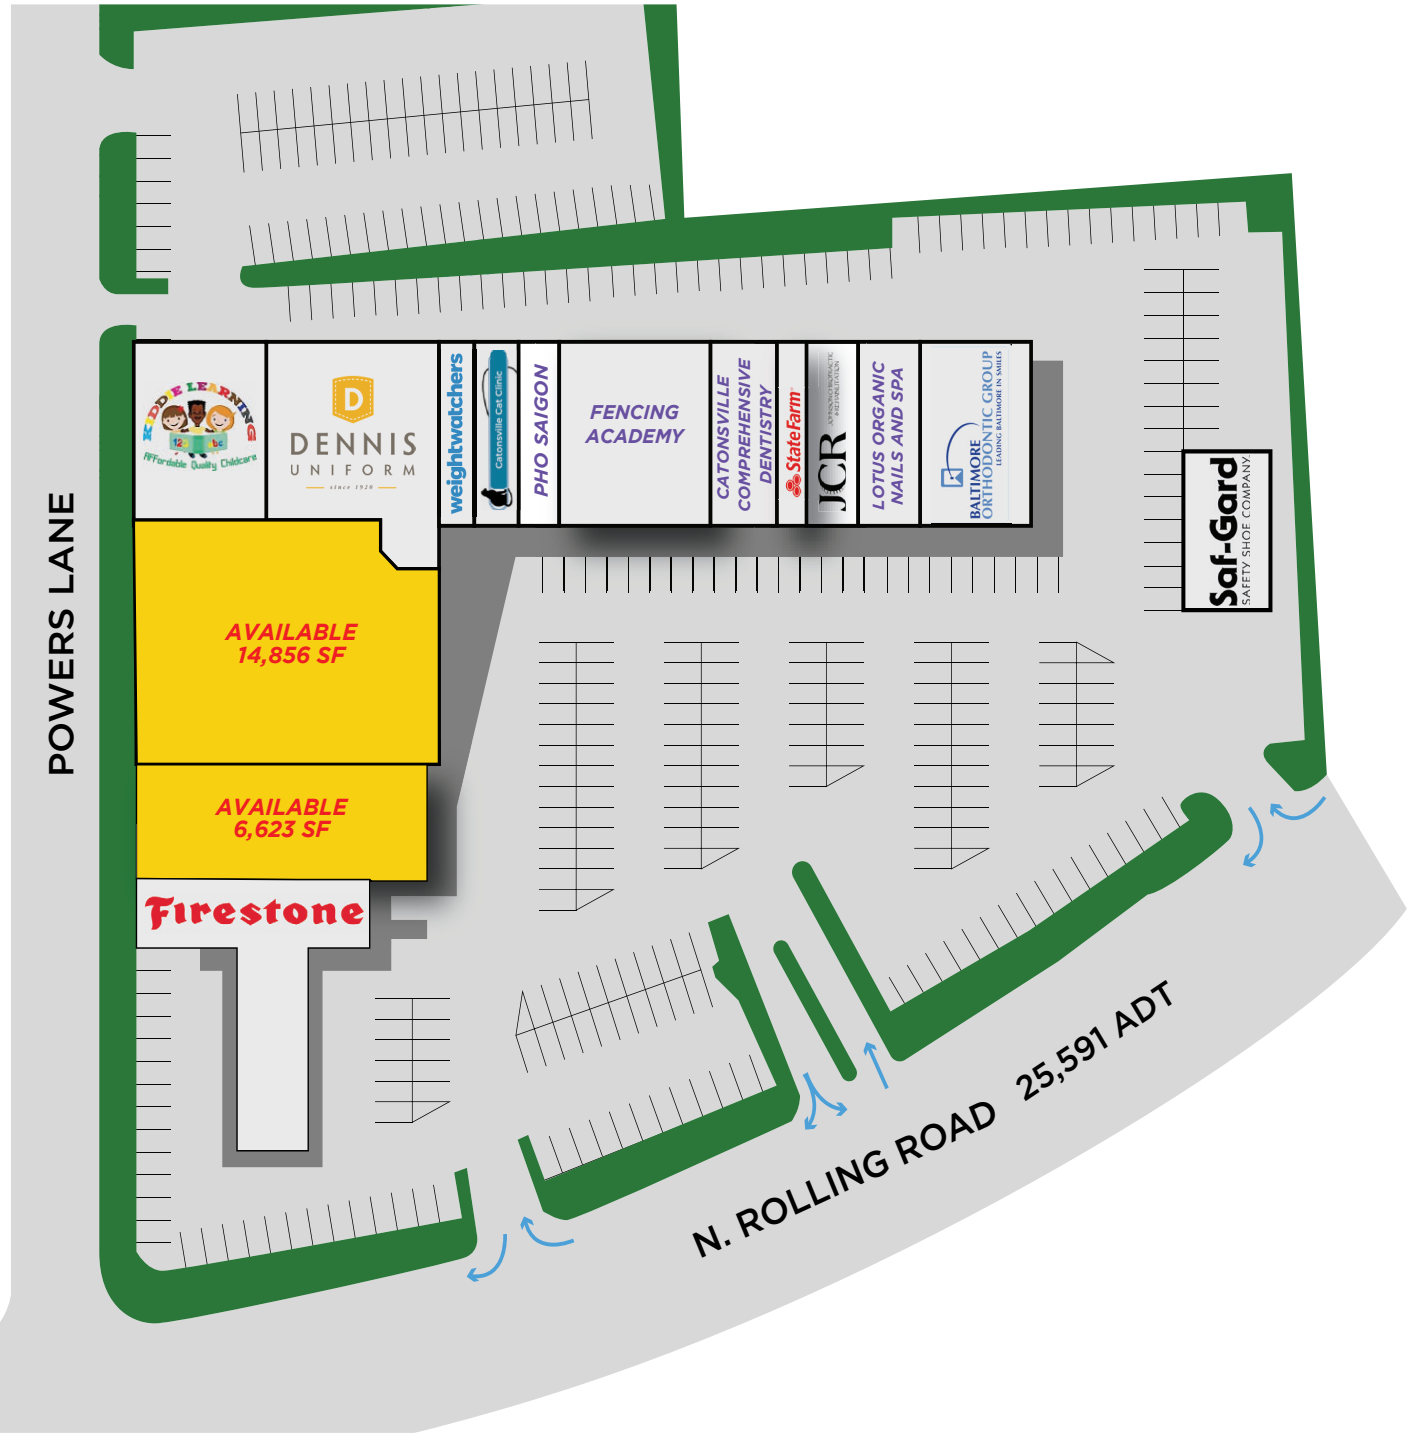 KIDDIE LEARNING
123
abc
Affordable Quality Childcare
D
DENNIS
UNIFORM
since 1920
weightwatchers
Catonsville Cat Clinic
PHO SAIGON
FENCING
ACADEMY
CATONSVILLE
COMPREHENSIVE
DENTISTRY
StateFarm
JCR
JOHNSON CHIROPRACTIC
& REHABILITATION
LOTUS ORGANIC
NAILS AND SPA
BALTIMORE
ORTHODONTIC GROUP
LEADING BALTIMORE IN SMILES
Saf-Gard
SAFETY SHOE COMPANY
AVAILABLE
14,856 SF
AVAILABLE
6,623 SF
Firestone
POWERS LANE
N. ROLLING ROAD 25,591 ADT